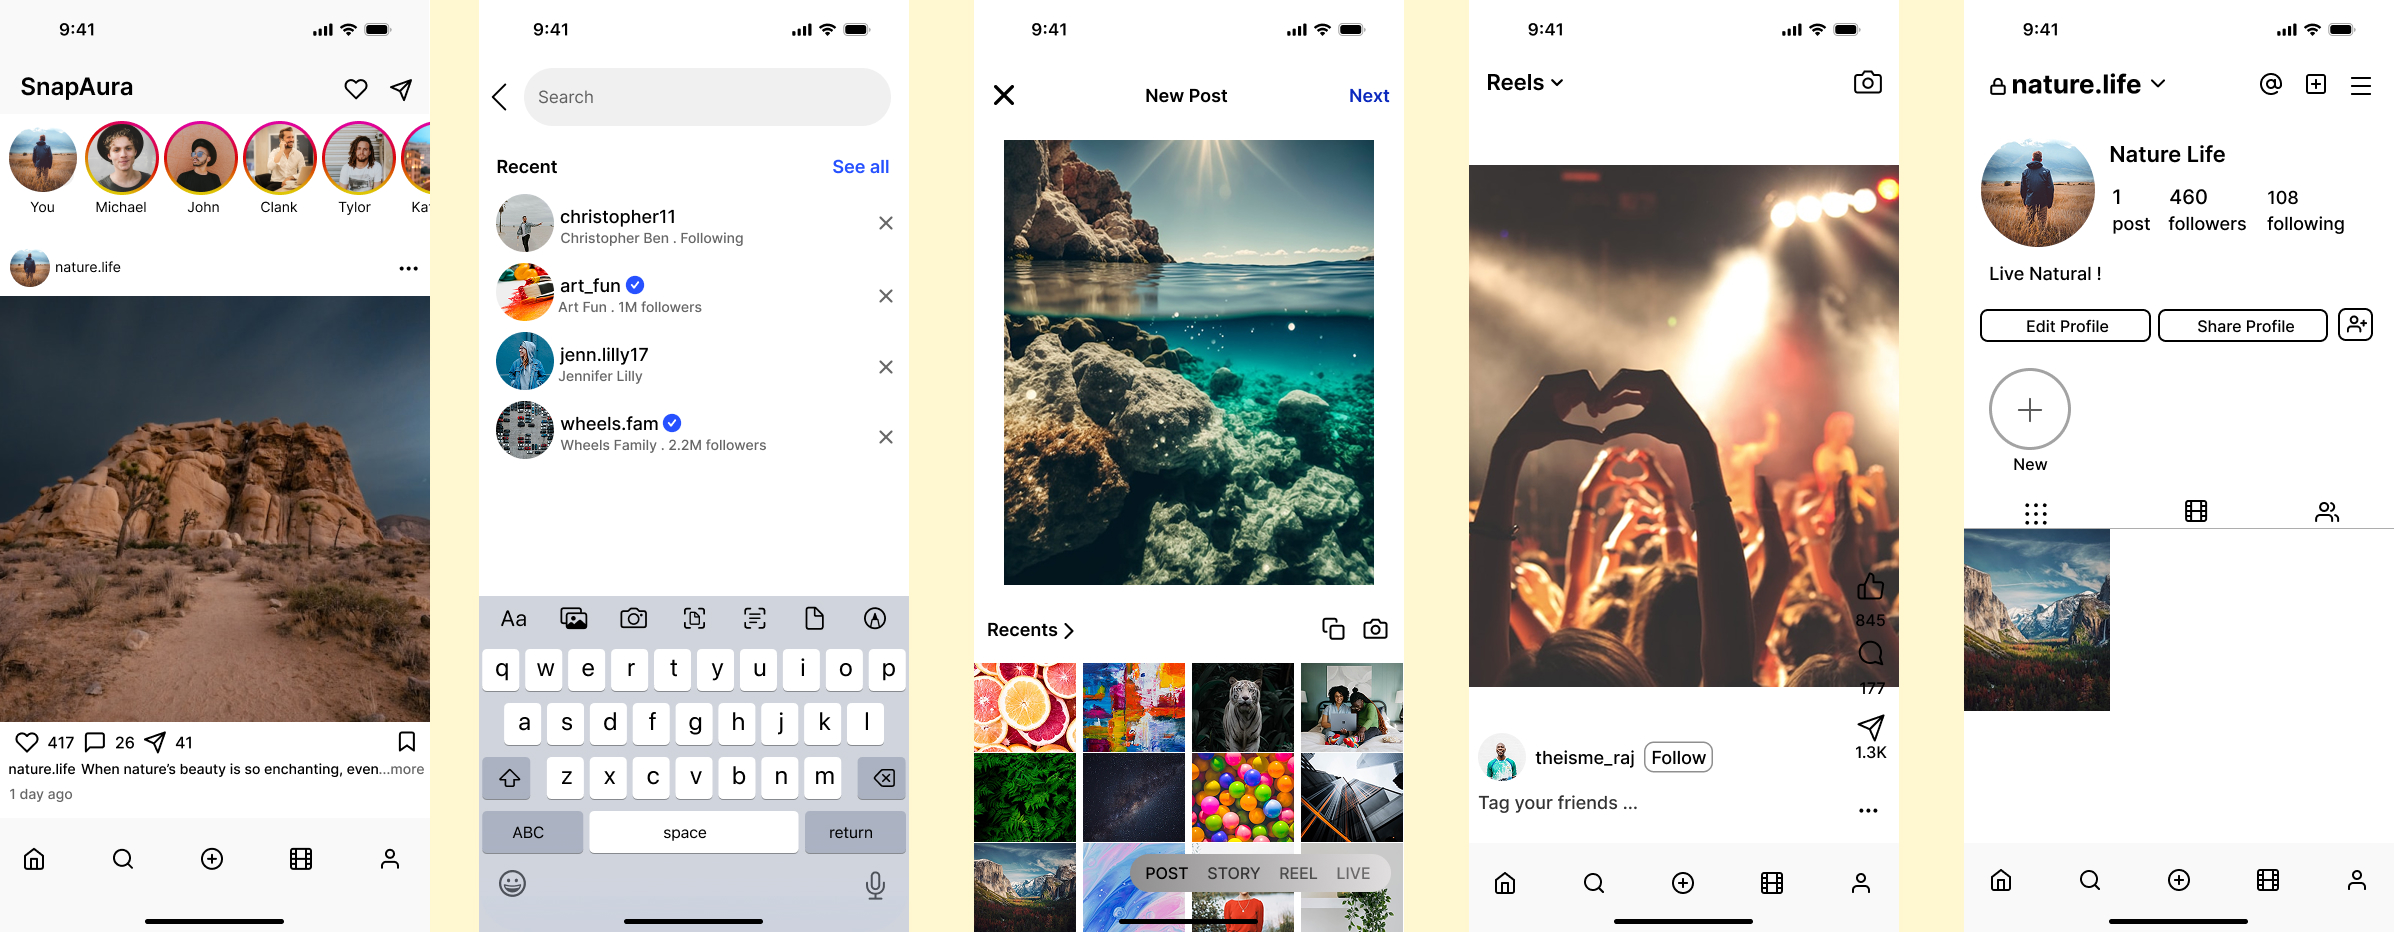 9:41
SnapAura
You Michael John Clank Tylor Ka
nature.life
417 26 41
nature.life When nature's beauty is so enchanting, even...more
1 day ago
9:41
Search
Recent See all
christopher11
Christopher Ben . Following
art_fun
Art Fun . 1M followers
jenn.lilly17
Jennifer Lilly
wheels.fam
Wheels Family . 2.2M followers
Aa
q w e r t y u i o p
a s d f g h j k l
z x c v b n m
ABC space return
9:41
New Post Next
Recents
POST STORY REEL LIVE
9:41
Reels
845
177
1.3K
theisme_raj Follow
Tag your friends ...
9:41
nature.life
Nature Life
1 460 108
post followers following
Live Natural !
Edit Profile Share Profile
New